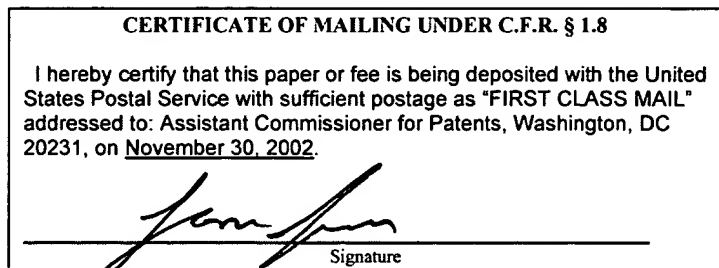 CERTIFICATE OF MAILING UNDER C.F.R. § 1.8
I hereby certify that this paper or fee is being deposited with the United
States Postal Service with sufficient postage as "FIRST CLASS MAIL"
addressed to: Assistant Commissioner for Patents, Washington, DC
20231, on November 30, 2002.
Signature